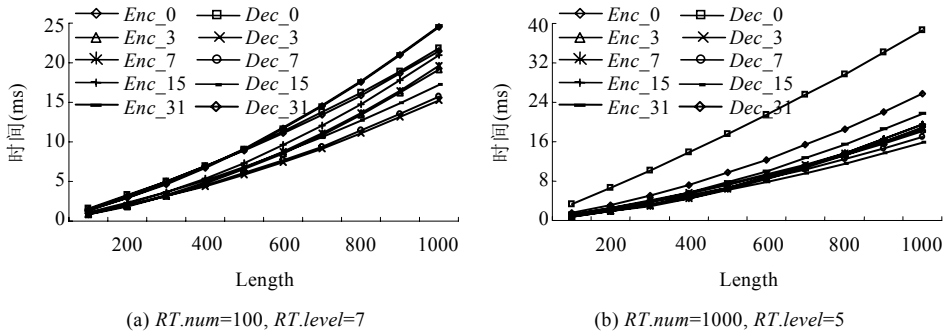 25
20
15
10
5
0
时间(ms)
Enc_0 Dec_0
Enc_3 Dec_3
Enc_7 Dec_7
Enc_15 Dec_15
Enc_31 Dec_31
200 400 600 800 1000
Length
(a) RT.num=100, RT.level=7
40
32
24
16
8
0
时间(ms)
Enc_0 Dec_0
Enc_3 Dec_3
Enc_7 Dec_7
Enc_15 Dec_15
Enc_31 Dec_31
200 400 600 800 1000
Length
(b) RT.num=1000, RT.level=5